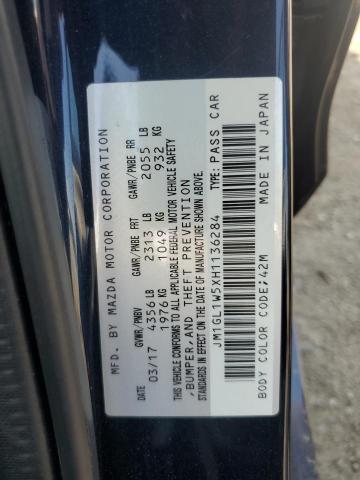 MFD. BY MAZDA MOTOR CORPORATION
GVWR/PNBV GAWR/PNBE FRT GAWR/PNBE RR
DATE 4356 LB 2313 LB 2055 LB
03/17 1976 KG 1049 KG 932 KG
THIS VEHICLE CONFORMS TO ALL APPLICABLE FEDERAL MOTOR VEHICLE SAFETY
,BUMPER,AND THEFT PREVENTION
STANDARDS IN EFFECT ON THE DATE OF MANUFACTURE SHOWN ABOVE.
JM1GL1W5XH1136284 TYPE: PASS CAR
BODY COLOR CODE;42M MADE IN JAPAN